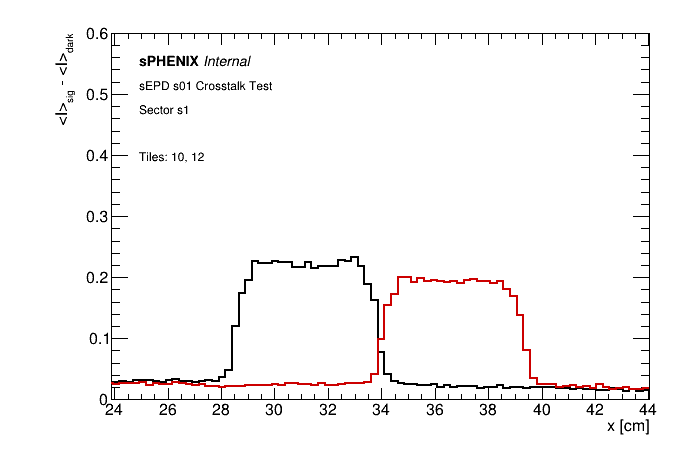 0.6
0.5
0.4
0.3
0.2
0.1
0
<I>sig - <I>dark
sPHENIX Internal
sEPD s01 Crosstalk Test
Sector s1
Tiles: 10, 12
24 26 28 30 32 34 36 38 40 42 44
x [cm]